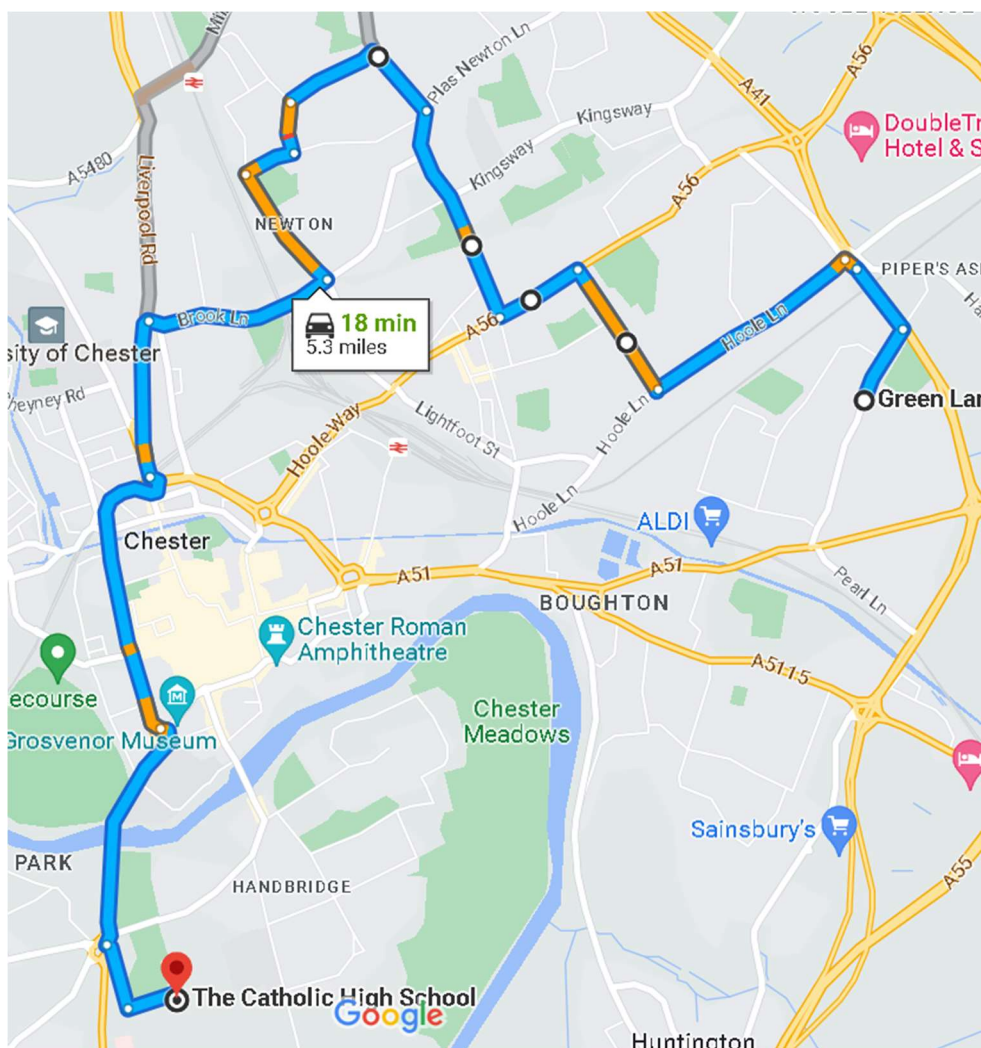 Plas Newton Ln
A56
A41
Kingsway
DoubleTr
Hotel & S
A5480
Liverpool Rd
Kingsway
A56
NEWTON
PIPER'S ASH
Brook Ln
18 min
5.3 miles
A56
Hoole Ln
sity of Chester
heyney Rd
Green Lan
Hoole Way
Lightfoot St
Hoole Ln
Hoole Ln
ALDI
Chester
A51
A51
BOUGHTON
Pearl Ln
Chester Roman
Amphitheatre
A5115
ecourse
Chester
Meadows
Grosvenor Museum
Sainsbury's
PARK
HANDBRIDGE
A55
The Catholic High School
Google
Huntington